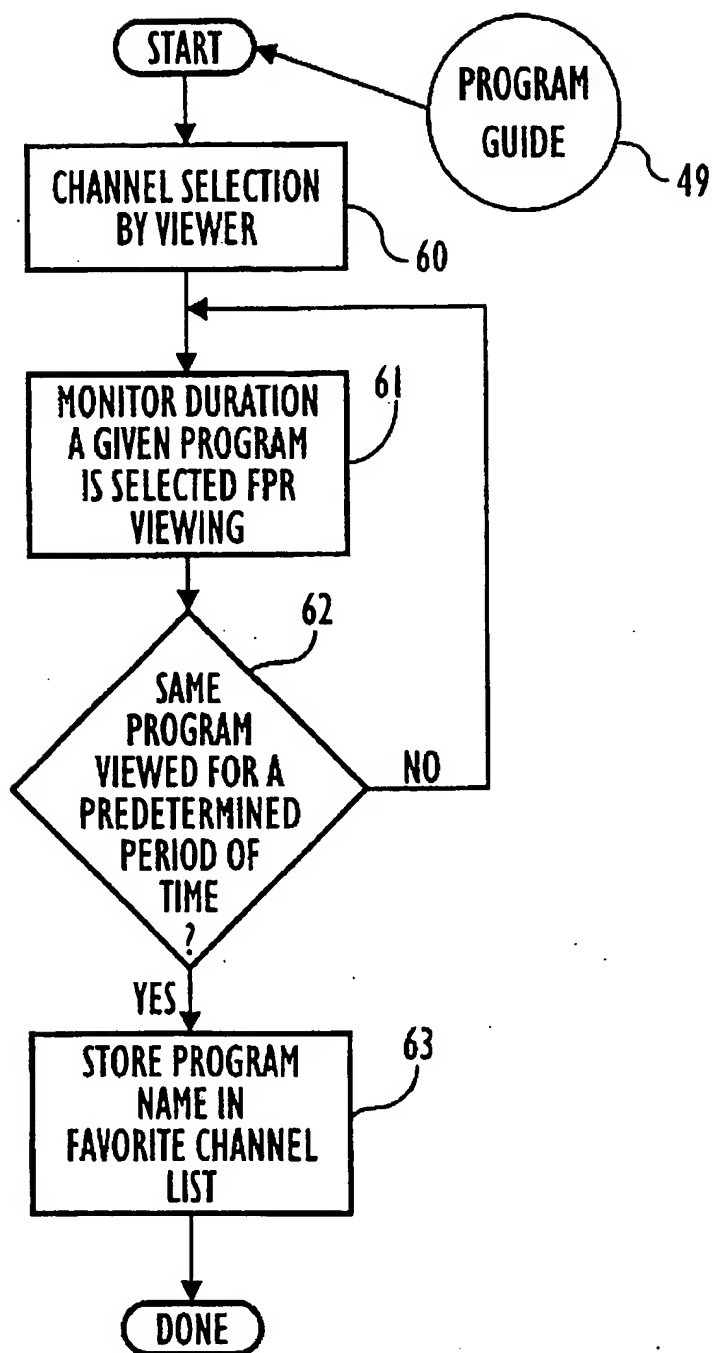 START
PROGRAM
GUIDE
49
CHANNEL SELECTION
BY VIEWER
60
61
MONITOR DURATION
A GIVEN PROGRAM
IS SELECTED FPR
VIEWING
62
SAME
PROGRAM
VIEWED FOR A
PREDETERMINED
PERIOD OF
TIME
?
NO
YES
63
STORE PROGRAM
NAME IN
FAVORITE CHANNEL
LIST
DONE